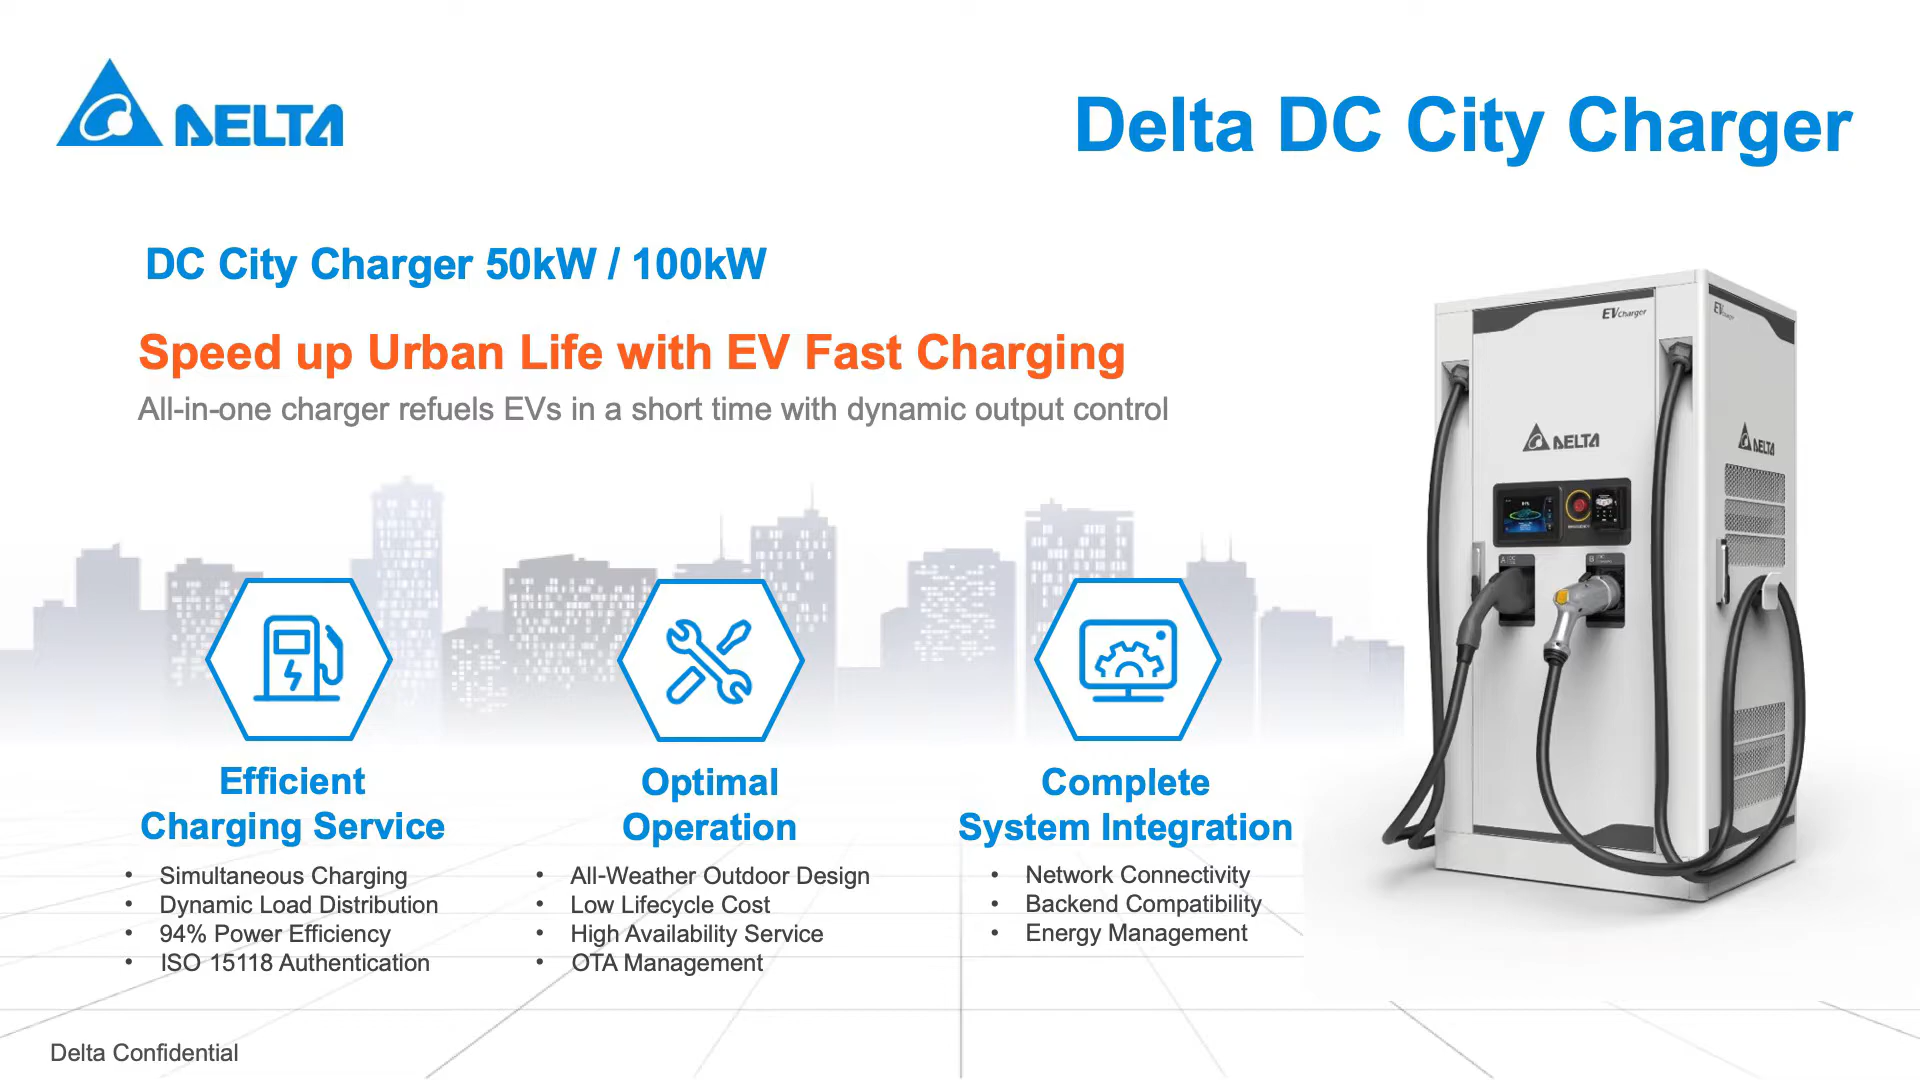 DELTA
Delta DC City Charger
DC City Charger 50kW / 100kW
Speed up Urban Life with EV Fast Charging
All-in-one charger refuels EVs in a short time with dynamic output control
EVCharger
EVCharger
DELTA
DELTA
Efficient
Charging Service
• Simultaneous Charging
• Dynamic Load Distribution
• 94% Power Efficiency
• ISO 15118 Authentication
Optimal
Operation
• All-Weather Outdoor Design
• Low Lifecycle Cost
• High Availability Service
• OTA Management
Complete
System Integration
• Network Connectivity
• Backend Compatibility
• Energy Management
Delta Confidential